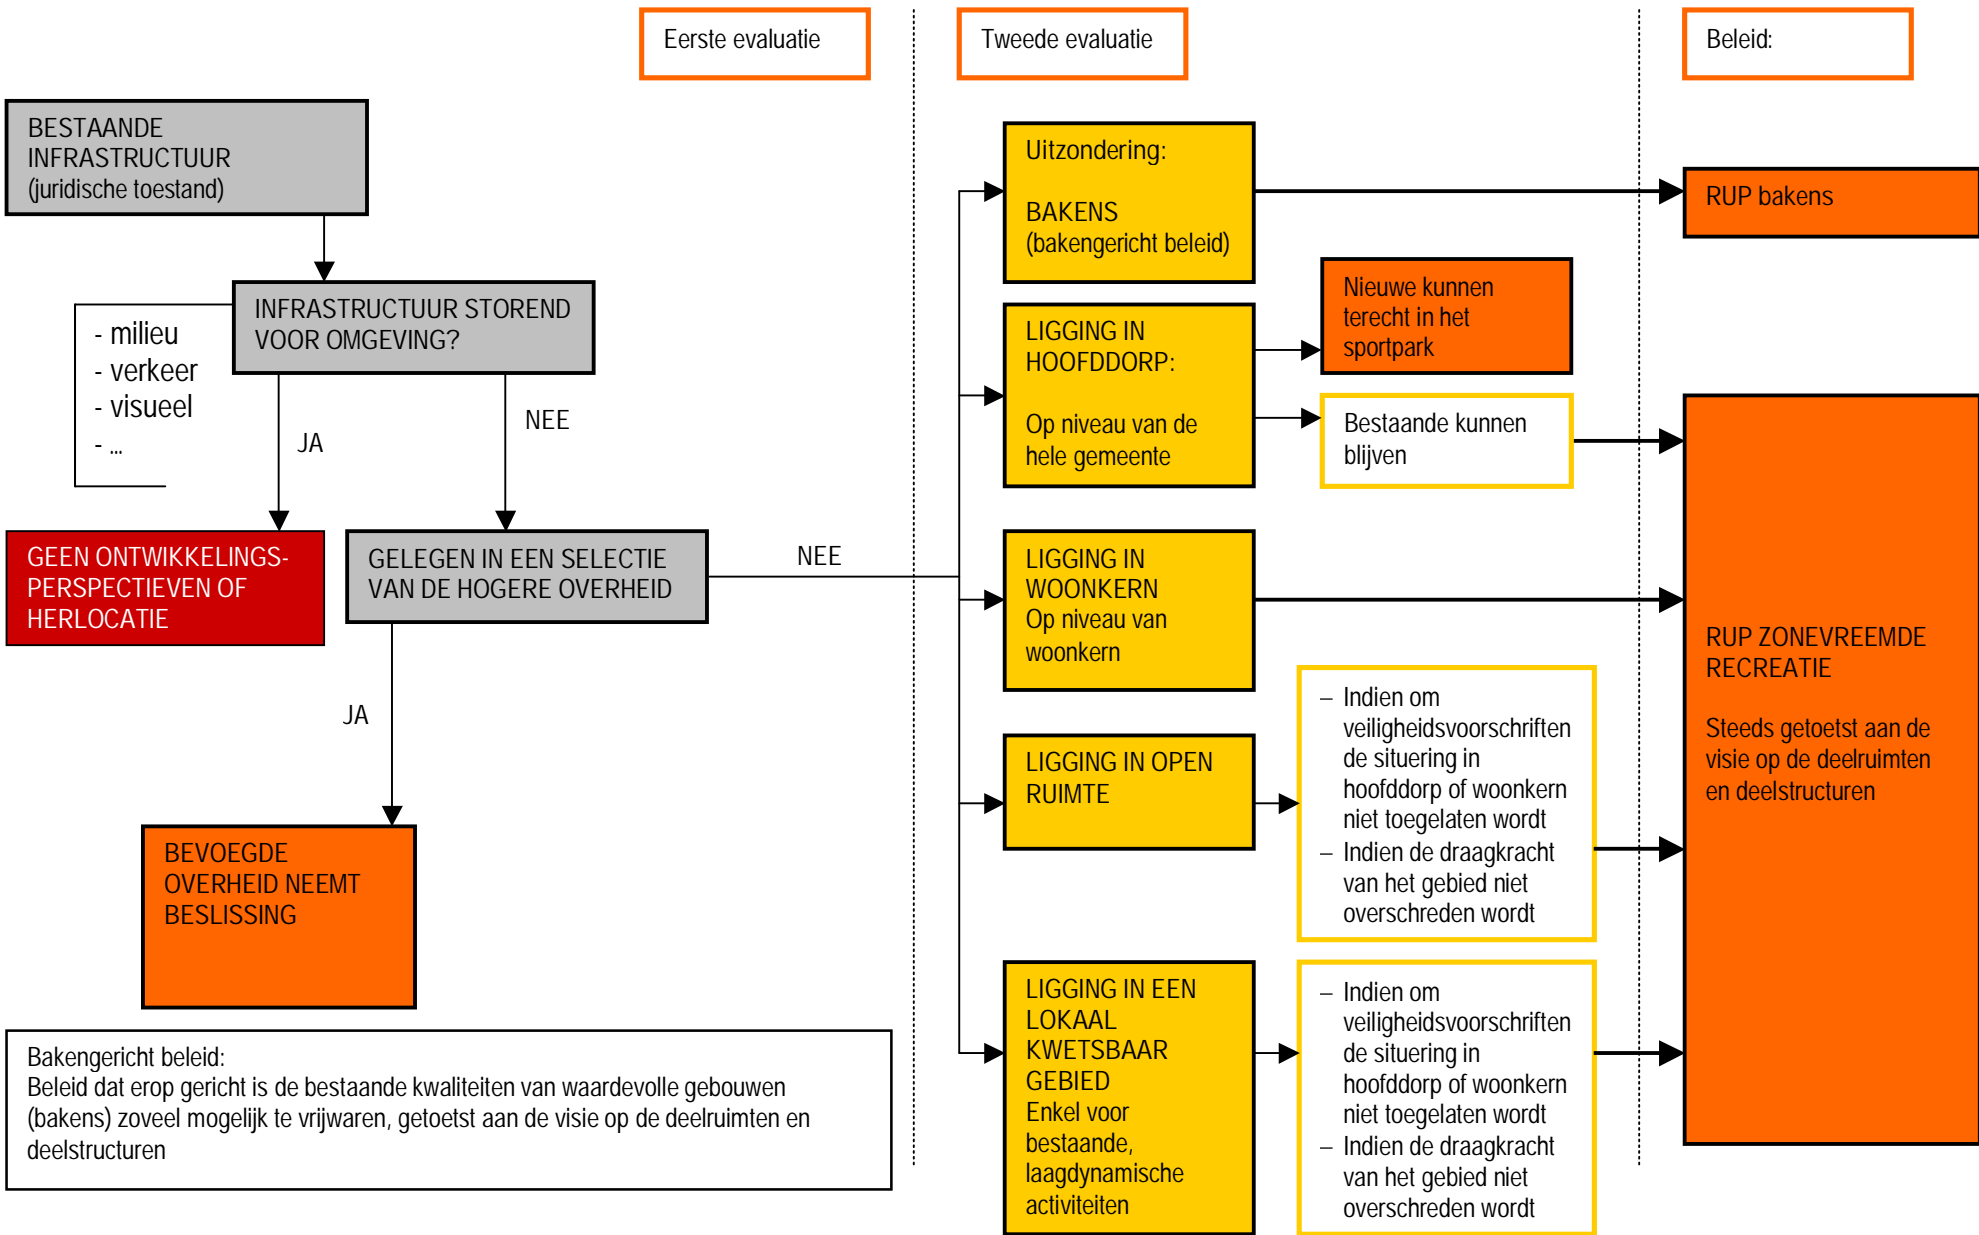 Eerste evaluatie
Tweede evaluatie
Beleid:
BESTAANDE
INFRASTRUCTUUR
(juridische toestand)
INFRASTRUCTUUR STOREND
VOOR OMGEVING?
- milieu
- verkeer
- visueel
- ...
JA
NEE
GEEN ONTWIKKELINGS-
PERSPECTIEVEN OF
HERLOCATIE
GELEGEN IN EEN SELECTIE
VAN DE HOGERE OVERHEID
NEE
JA
BEVOEGDE
OVERHEID NEEMT
BESLISSING
Bakengericht beleid:
Beleid dat erop gericht is de bestaande kwaliteiten van waardevolle gebouwen
(bakens) zoveel mogelijk te vrijwaren, getoetst aan de visie op de deelruimten en
deelstructuren
Uitzondering:
BAKENS
(bakengericht beleid)
RUP bakens
LIGGING IN
HOOFDDORP:
Op niveau van de
hele gemeente
Nieuwe kunnen
terecht in het
sportpark
Bestaande kunnen
blijven
LIGGING IN
WOONKERN
Op niveau van
woonkern
LIGGING IN OPEN
RUIMTE
– Indien om
veiligheidsvoorschriften
de situering in
hoofddorp of woonkern
niet toegelaten wordt
– Indien de draagkracht
van het gebied niet
overschreden wordt
LIGGING IN EEN
LOKAAL
KWETSBAAR
GEBIED
Enkel voor
bestaande,
laagdynamische
activiteiten
– Indien om
veiligheidsvoorschriften
de situering in
hoofddorp of woonkern
niet toegelaten wordt
– Indien de draagkracht
van het gebied niet
overschreden wordt
RUP ZONEVREEMDE
RECREATIE
Steeds getoetst aan de
visie op de deelruimten
en deelstructuren